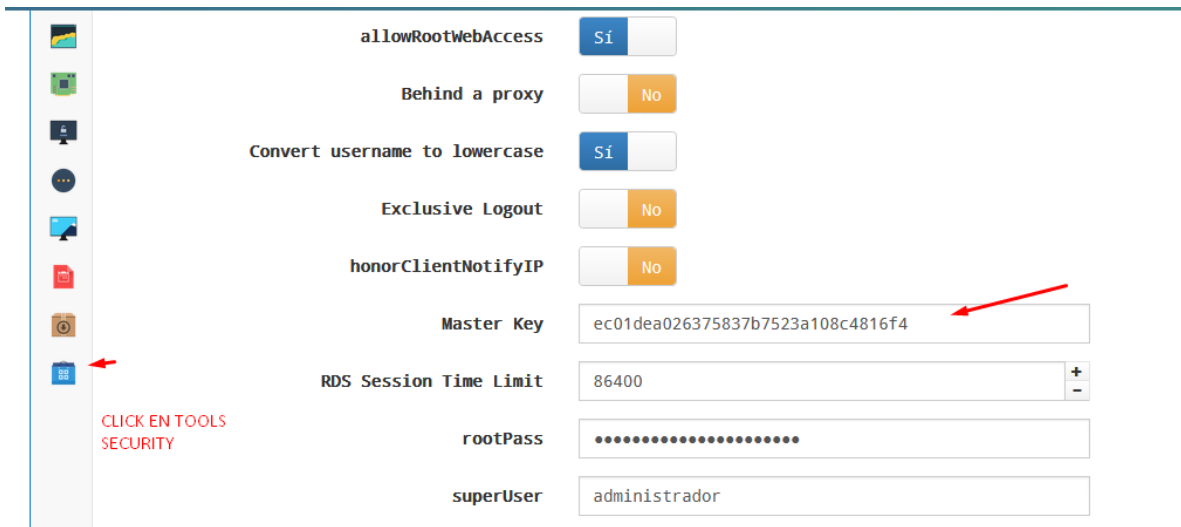 allowRootWebAccess Sí
Behind a proxy No
Convert username to lowercase Sí
Exclusive Logout No
honorClientNotifyIP No
Master Key ec01dea026375837b7523a108c4816f4
RDS Session Time Limit 86400 + −
CLICK EN TOOLS
SECURITY
rootPass ••••••••••••••••••••••
superUser administrador